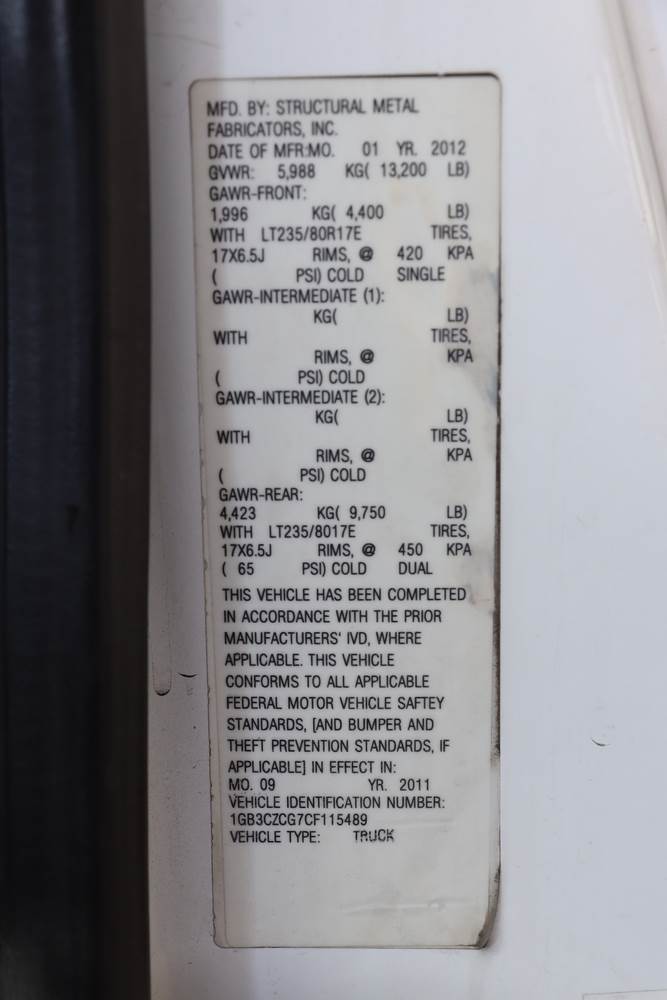 MFD. BY: STRUCTURAL METAL
FABRICATORS, INC.
DATE OF MFR:MO. 01 YR. 2012
GVWR: 5,988 KG( 13,200 LB)
GAWR-FRONT:
1,996 KG( 4,400 LB)
WITH LT235/80R17E TIRES,
17X6.5J RIMS, @ 420 KPA
( PSI) COLD SINGLE
GAWR-INTERMEDIATE (1):
KG( LB)
WITH TIRES,
RIMS, @ KPA
( PSI) COLD
GAWR-INTERMEDIATE (2):
KG( LB)
WITH TIRES,
RIMS, @ KPA
( PSI) COLD
GAWR-REAR:
4,423 KG( 9,750 LB)
WITH LT235/8017E TIRES,
17X6.5J RIMS, @ 450 KPA
( 65 PSI) COLD DUAL
THIS VEHICLE HAS BEEN COMPLETED
IN ACCORDANCE WITH THE PRIOR
MANUFACTURERS' IVD, WHERE
APPLICABLE. THIS VEHICLE
CONFORMS TO ALL APPLICABLE
FEDERAL MOTOR VEHICLE SAFTEY
STANDARDS, [AND BUMPER AND
THEFT PREVENTION STANDARDS, IF
APPLICABLE] IN EFFECT IN:
MO. 09 YR. 2011
VEHICLE IDENTIFICATION NUMBER:
1GB3CZCG7CF115489
VEHICLE TYPE: TRUCK